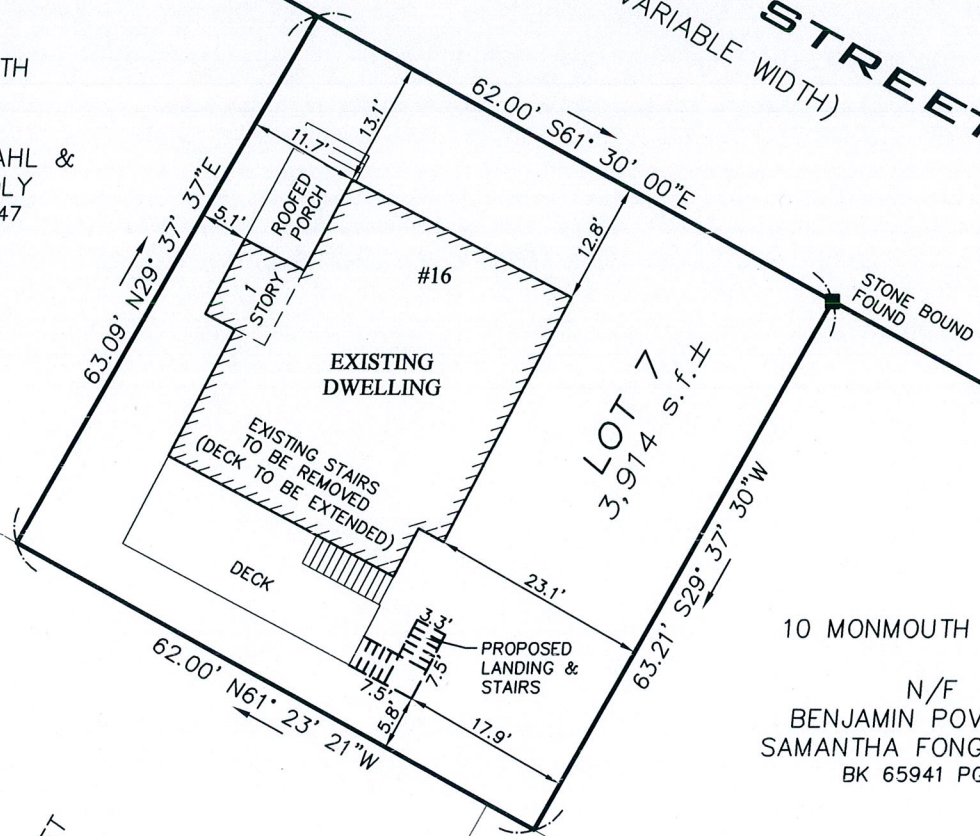 STREET
VARIABLE WIDTH)
TH
AHL &
LY
47
62.00' S61° 30' 00"E
13.1'
11.7'
5.1'
12.8'
ROOFED
PORCH
1
STORY
#16
63.09' N29° 37' 37"E
STONE BOUND
FOUND
EXISTING
DWELLING
LOT 7
3,914 s.f.±
EXISTING STAIRS
TO BE REMOVED
(DECK TO BE EXTENDED)
DECK
23.1'
63.21' S29° 37' 30"W
3.3'
7.5'
7.5'
5.8'
17.9'
PROPOSED
LANDING &
STAIRS
62.00' N61° 23' 21"W
10 MONMOUTH
N/F
BENJAMIN POV
SAMANTHA FONG
BK 65941 PG